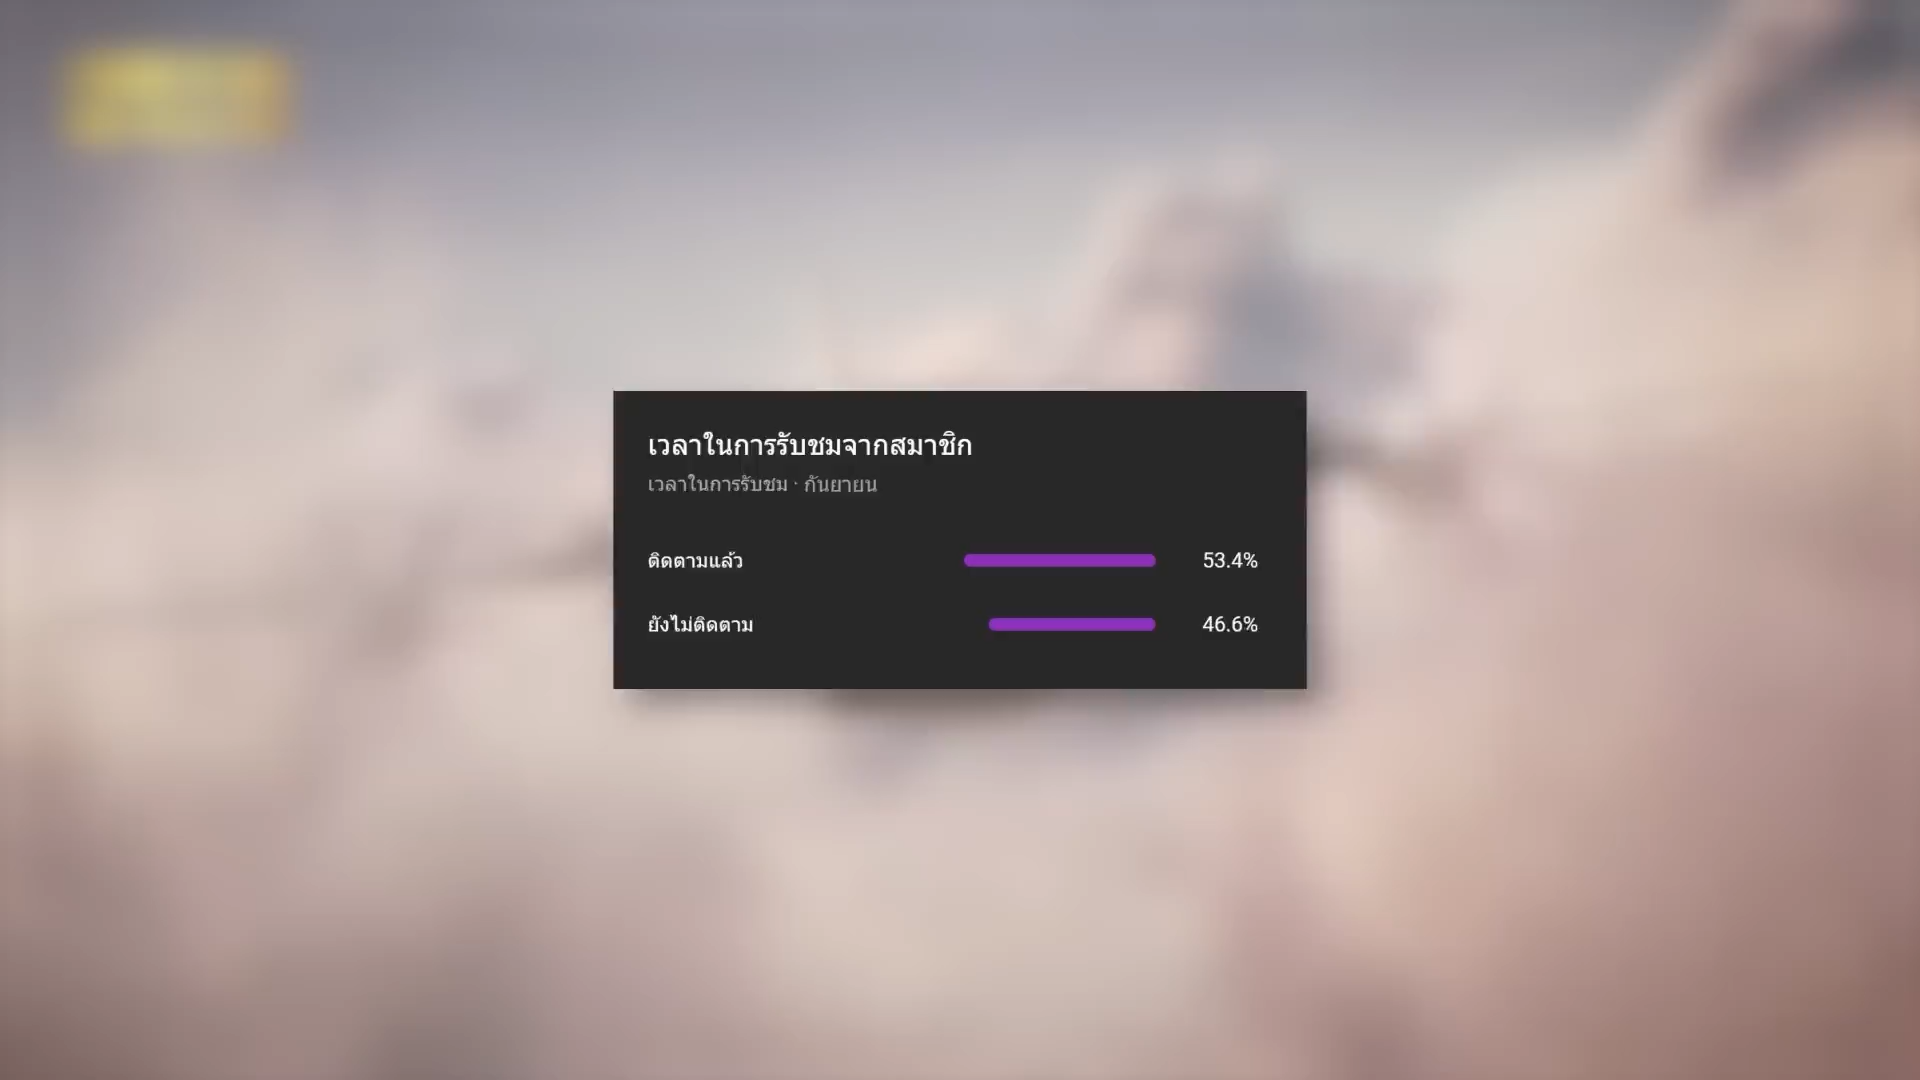 เวลาในการรับชมจากสมาชิก
เวลาในการรับชม · กันยายน
ติดตามแล้ว 53.4%
ยังไม่ติดตาม 46.6%